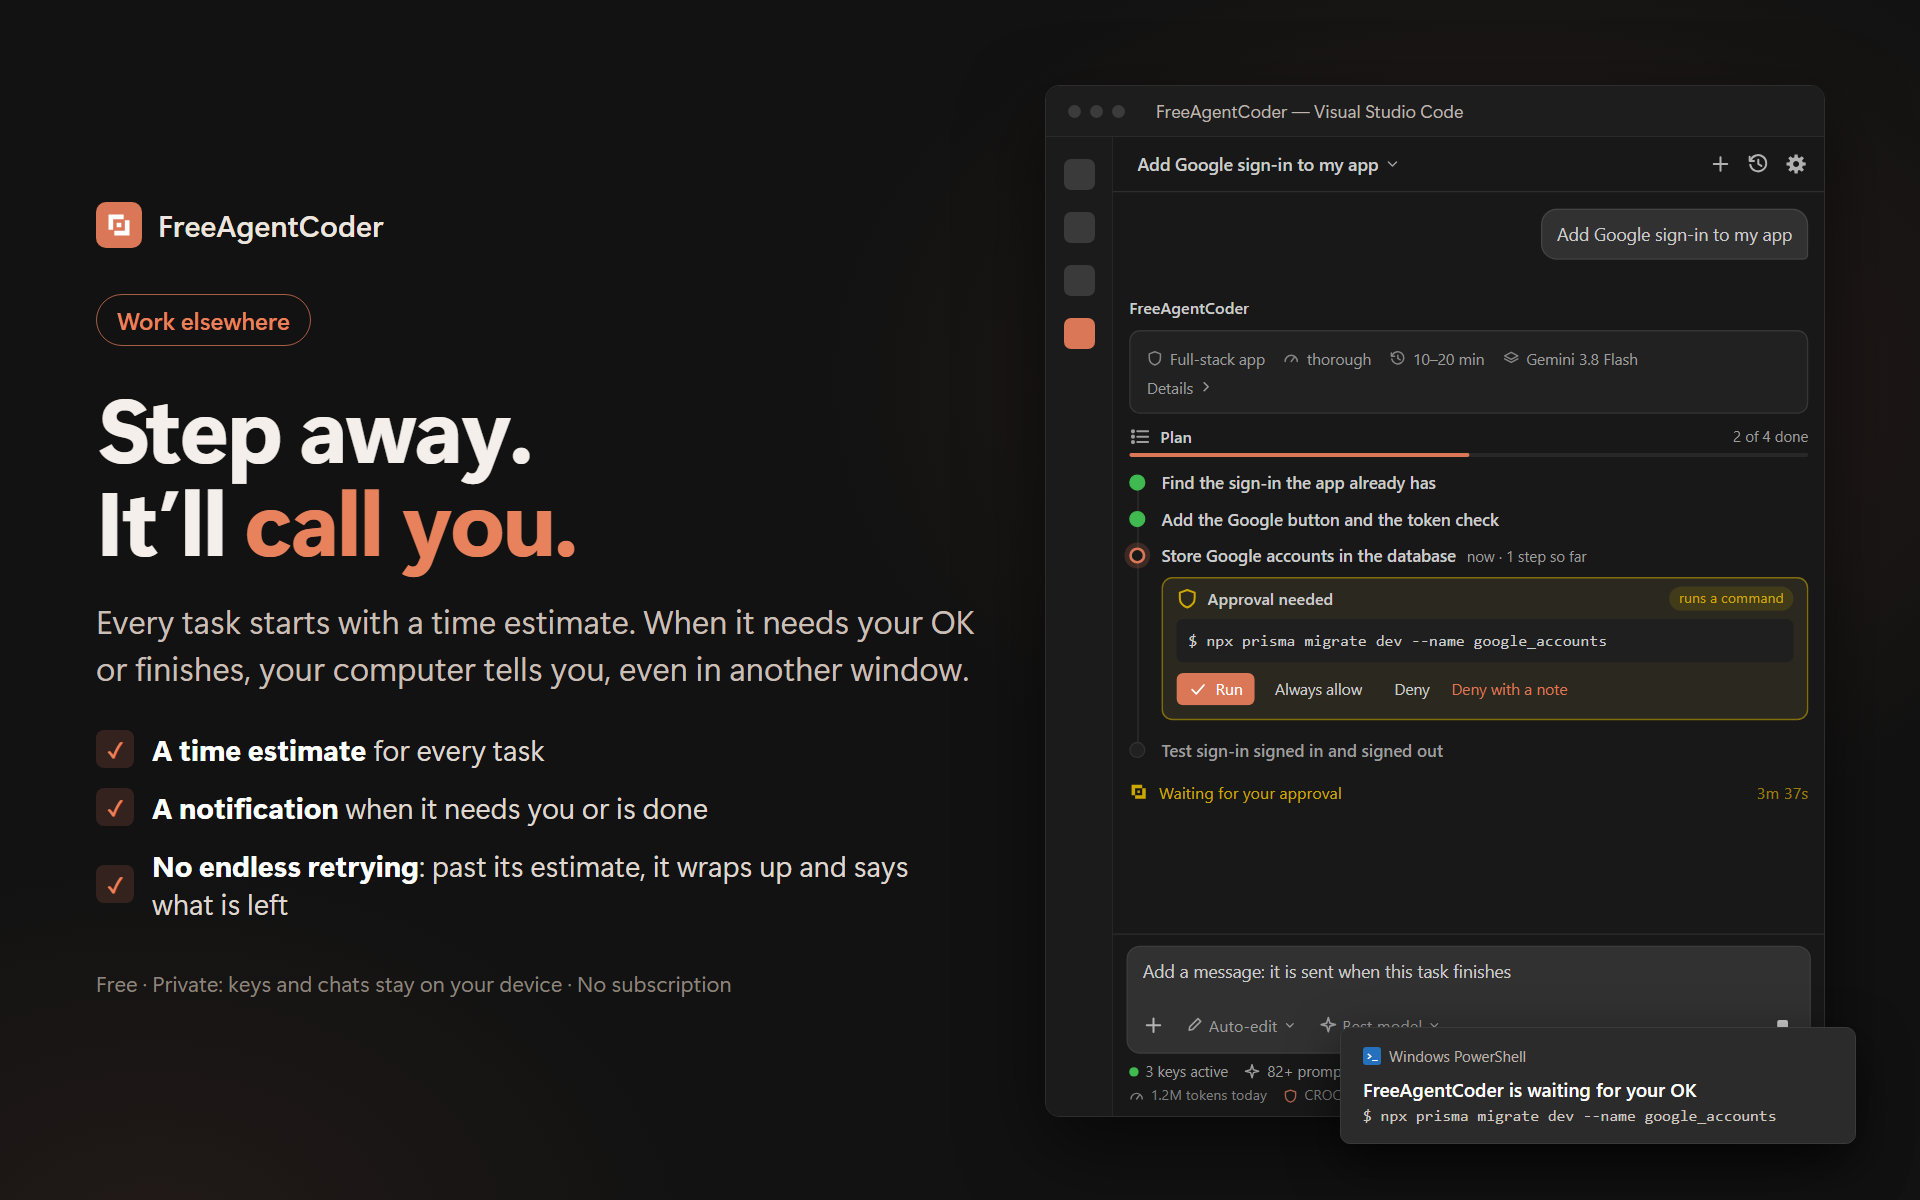 FreeAgentCoder
Work elsewhere
Step away.
It’ll call you.
Every task starts with a time estimate. When it needs your OK
or finishes, your computer tells you, even in another window.
A time estimate for every task
A notification when it needs you or is done
No endless retrying: past its estimate, it wraps up and says
what is left
Free · Private: keys and chats stay on your device · No subscription
FreeAgentCoder — Visual Studio Code
Add Google sign-in to my app
Add Google sign-in to my app
FreeAgentCoder
Full-stack app thorough 10–20 min Gemini 3.8 Flash
Details
Plan 2 of 4 done
Find the sign-in the app already has
Add the Google button and the token check
Store Google accounts in the database now · 1 step so far
Approval needed runs a command
$ npx prisma migrate dev --name google_accounts
Run Always allow Deny Deny with a note
Test sign-in signed in and signed out
Waiting for your approval 3m 37s
Add a message: it is sent when this task finishes
Auto-edit Best model
3 keys active 82+ promp
1.2M tokens today
Windows PowerShell
FreeAgentCoder is waiting for your OK
$ npx prisma migrate dev --name google_accounts